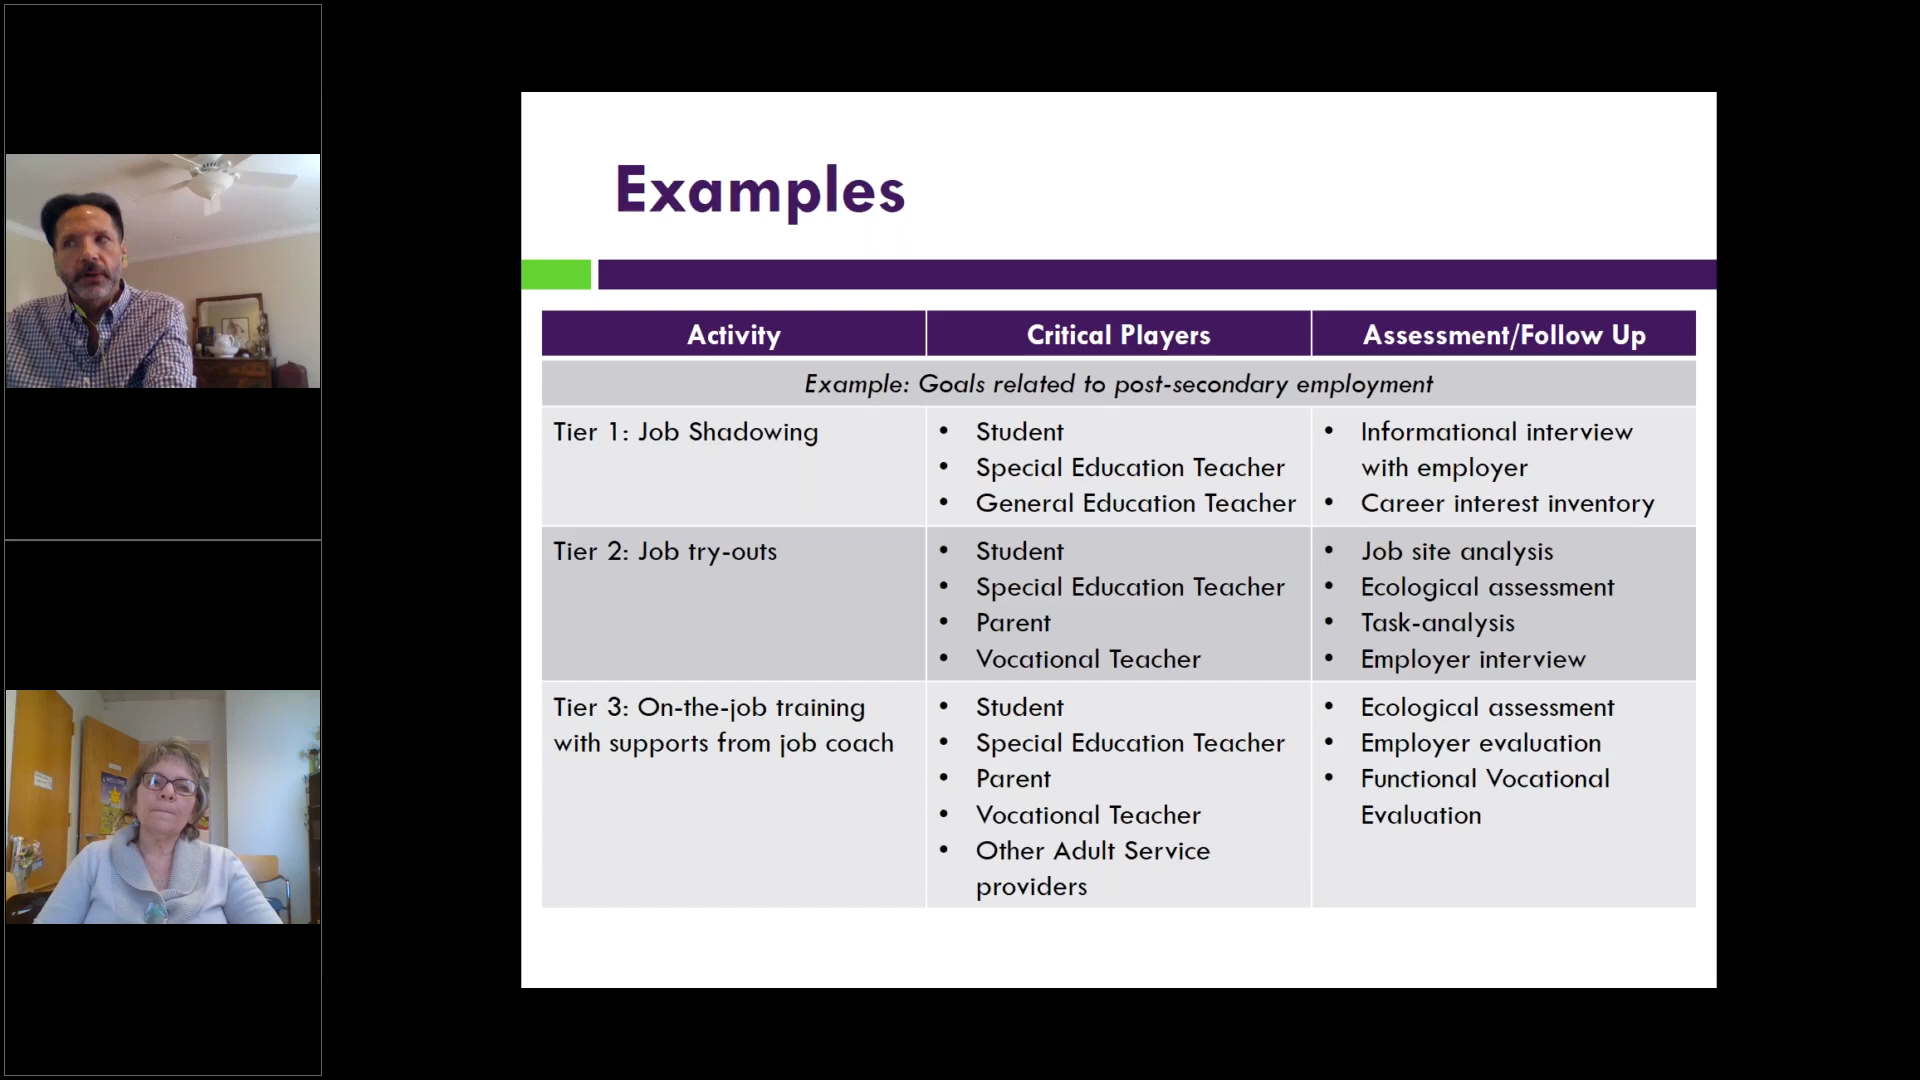 Examples
Activity
Critical Players
Assessment/Follow Up
Example: Goals related to post-secondary employment
Tier 1: Job Shadowing
• Student
• Special Education Teacher
• General Education Teacher
• Informational interview
with employer
• Career interest inventory
Tier 2: Job try-outs
• Student
• Special Education Teacher
• Parent
• Vocational Teacher
• Job site analysis
• Ecological assessment
• Task-analysis
• Employer interview
Tier 3: On-the-job training
with supports from job coach
• Student
• Special Education Teacher
• Parent
• Vocational Teacher
• Other Adult Service
providers
• Ecological assessment
• Employer evaluation
• Functional Vocational
Evaluation